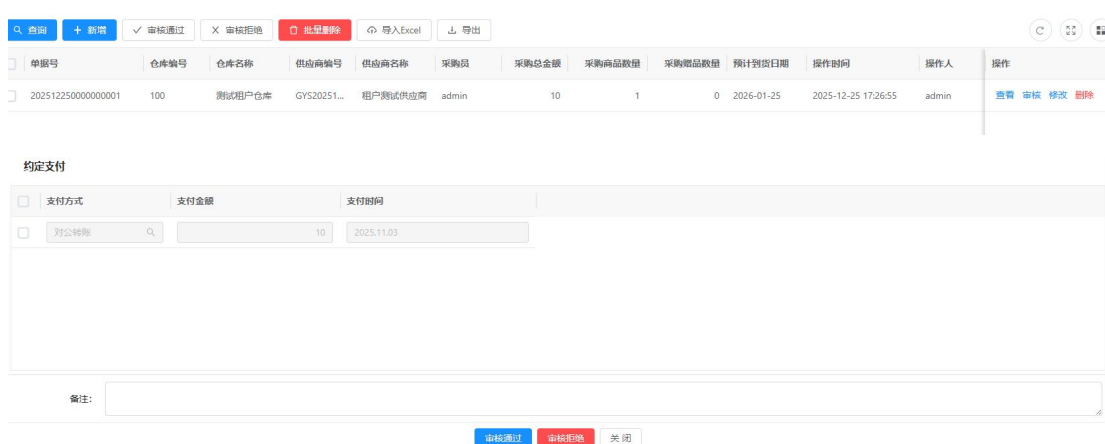 查询 新增 审核通过 审核拒绝 批量删除 导入Excel 导出
单据号 仓库编号 仓库名称 供应商编号 供应商名称 采购员 采购总金额 采购商品数量 采购赠品数量 预计到货日期 操作时间 操作人 操作
202512250000000001 100 测试租户仓库 GYS20251... 租户测试供应商 admin 10 1 0 2026-01-25 2025-12-25 17:26:55 admin 查看 审核 修改 删除
约定支付
支付方式 支付金额 支付时间
对公转账 10 2025.11.03
备注:
审核通过 审核拒绝 关闭